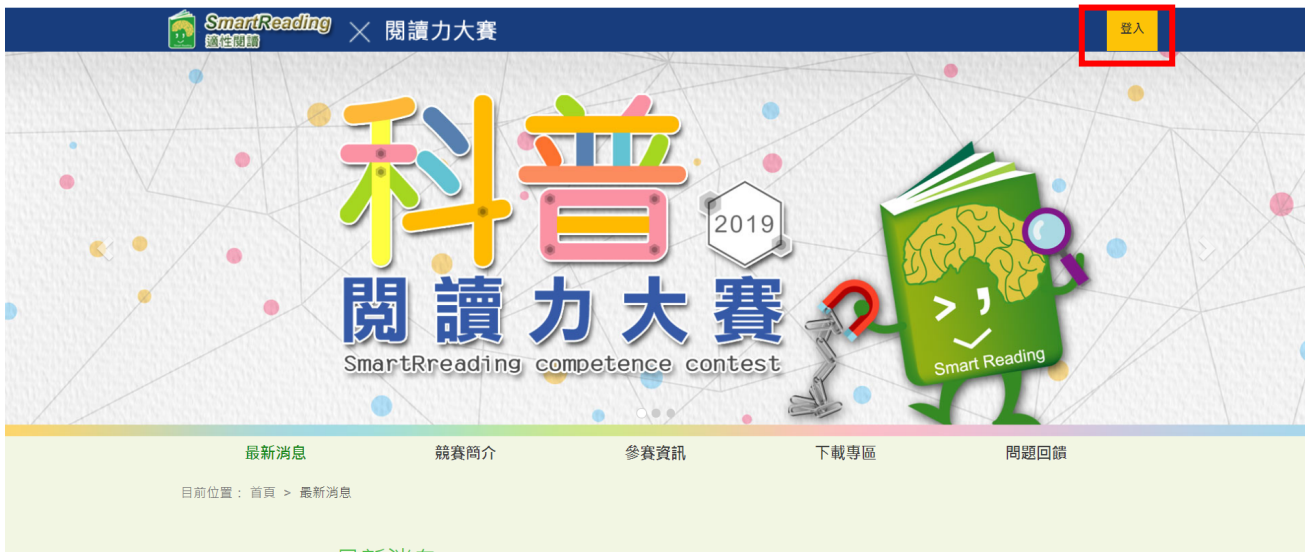 SmartReading
適性閱讀
× 閱讀力大賽
登入
科普
2019
閱讀力大賽
SmartRreading competence contest
Smart Reading
最新消息 競賽簡介 參賽資訊 下載專區 問題回饋
目前位置： 首頁 > 最新消息